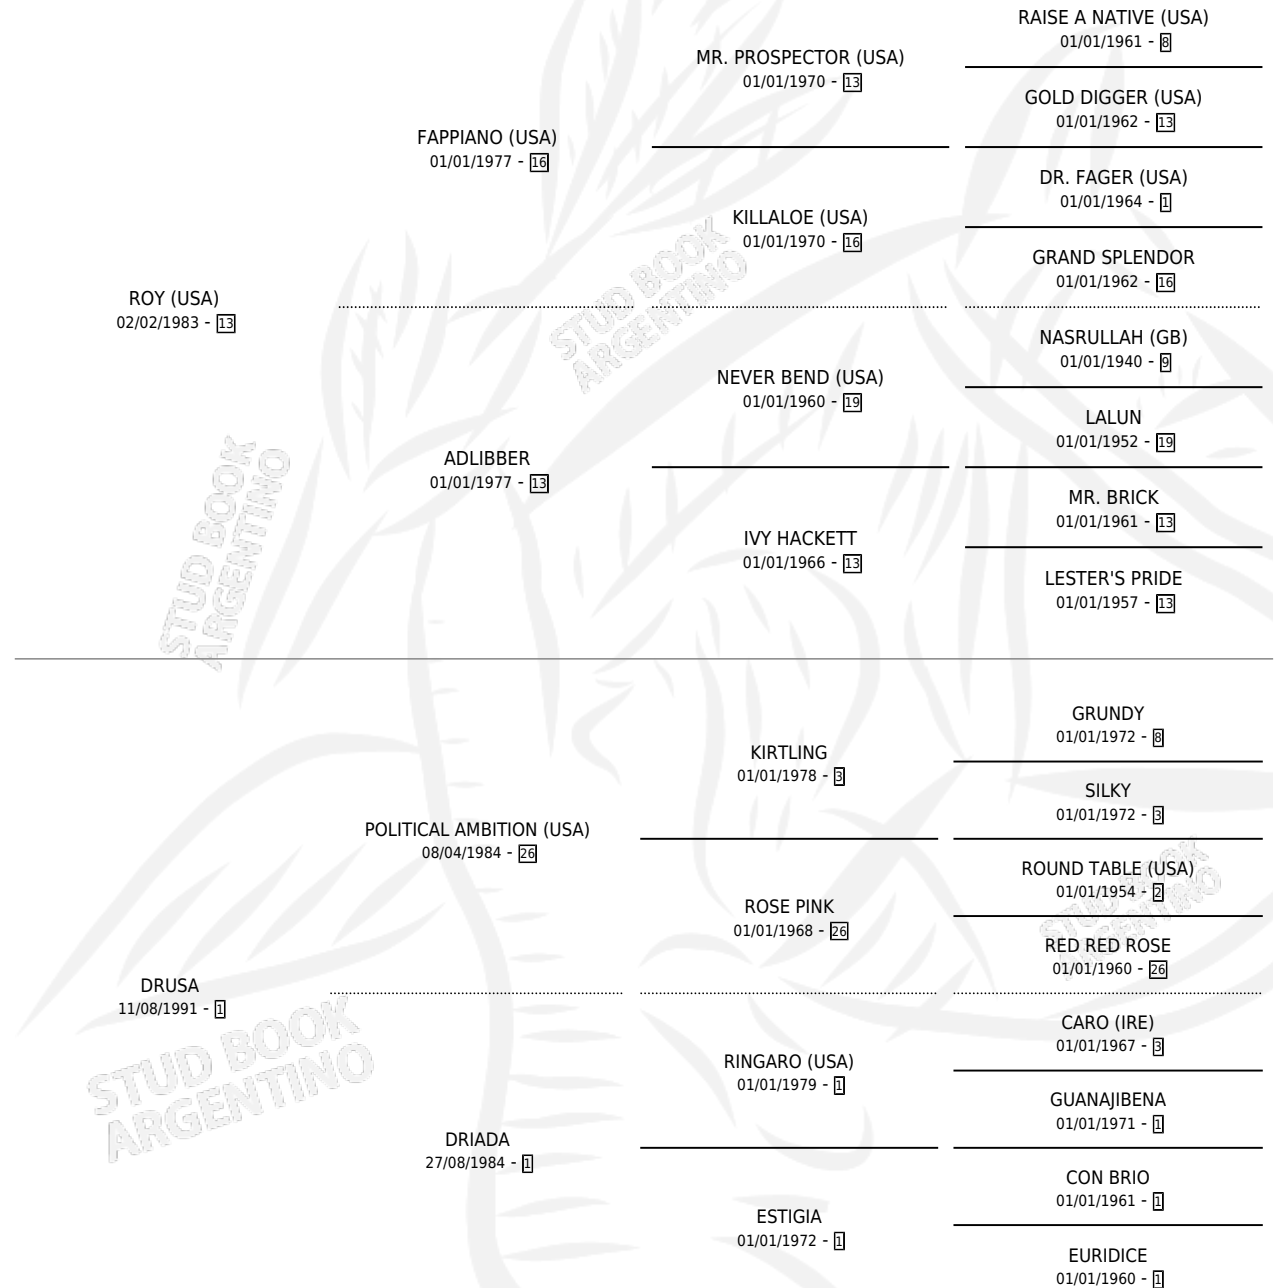 RAISE A NATIVE (USA)
01/01/1961 - 8
MR. PROSPECTOR (USA)
01/01/1970 - 13
GOLD DIGGER (USA)
01/01/1962 - 13
FAPPIANO (USA)
01/01/1977 - 16
DR. FAGER (USA)
01/01/1964 - 1
KILLALOE (USA)
01/01/1970 - 16
GRAND SPLENDOR
01/01/1962 - 16
ROY (USA)
02/02/1983 - 13
NASRULLAH (GB)
01/01/1940 - 9
NEVER BEND (USA)
01/01/1960 - 19
LALUN
01/01/1952 - 19
ADLIBBER
01/01/1977 - 13
MR. BRICK
01/01/1961 - 13
IVY HACKETT
01/01/1966 - 13
LESTER'S PRIDE
01/01/1957 - 13
GRUNDY
01/01/1972 - 8
KIRTLING
01/01/1978 - 3
SILKY
01/01/1972 - 3
POLITICAL AMBITION (USA)
08/04/1984 - 26
ROUND TABLE (USA)
01/01/1954 - 2
ROSE PINK
01/01/1968 - 26
RED RED ROSE
01/01/1960 - 26
DRUSA
11/08/1991 - 1
CARO (IRE)
01/01/1967 - 3
RINGARO (USA)
01/01/1979 - 1
GUANAJIBENA
01/01/1971 - 1
DRIADA
27/08/1984 - 1
CON BRIO
01/01/1961 - 1
ESTIGIA
01/01/1972 - 1
EURIDICE
01/01/1960 - 1
STUD BOOK
ARGENTINO
STUD BOOK
ARGENTINO
STUD BOOK
ARGENTINO
STUD BOOK
ARGENTINO